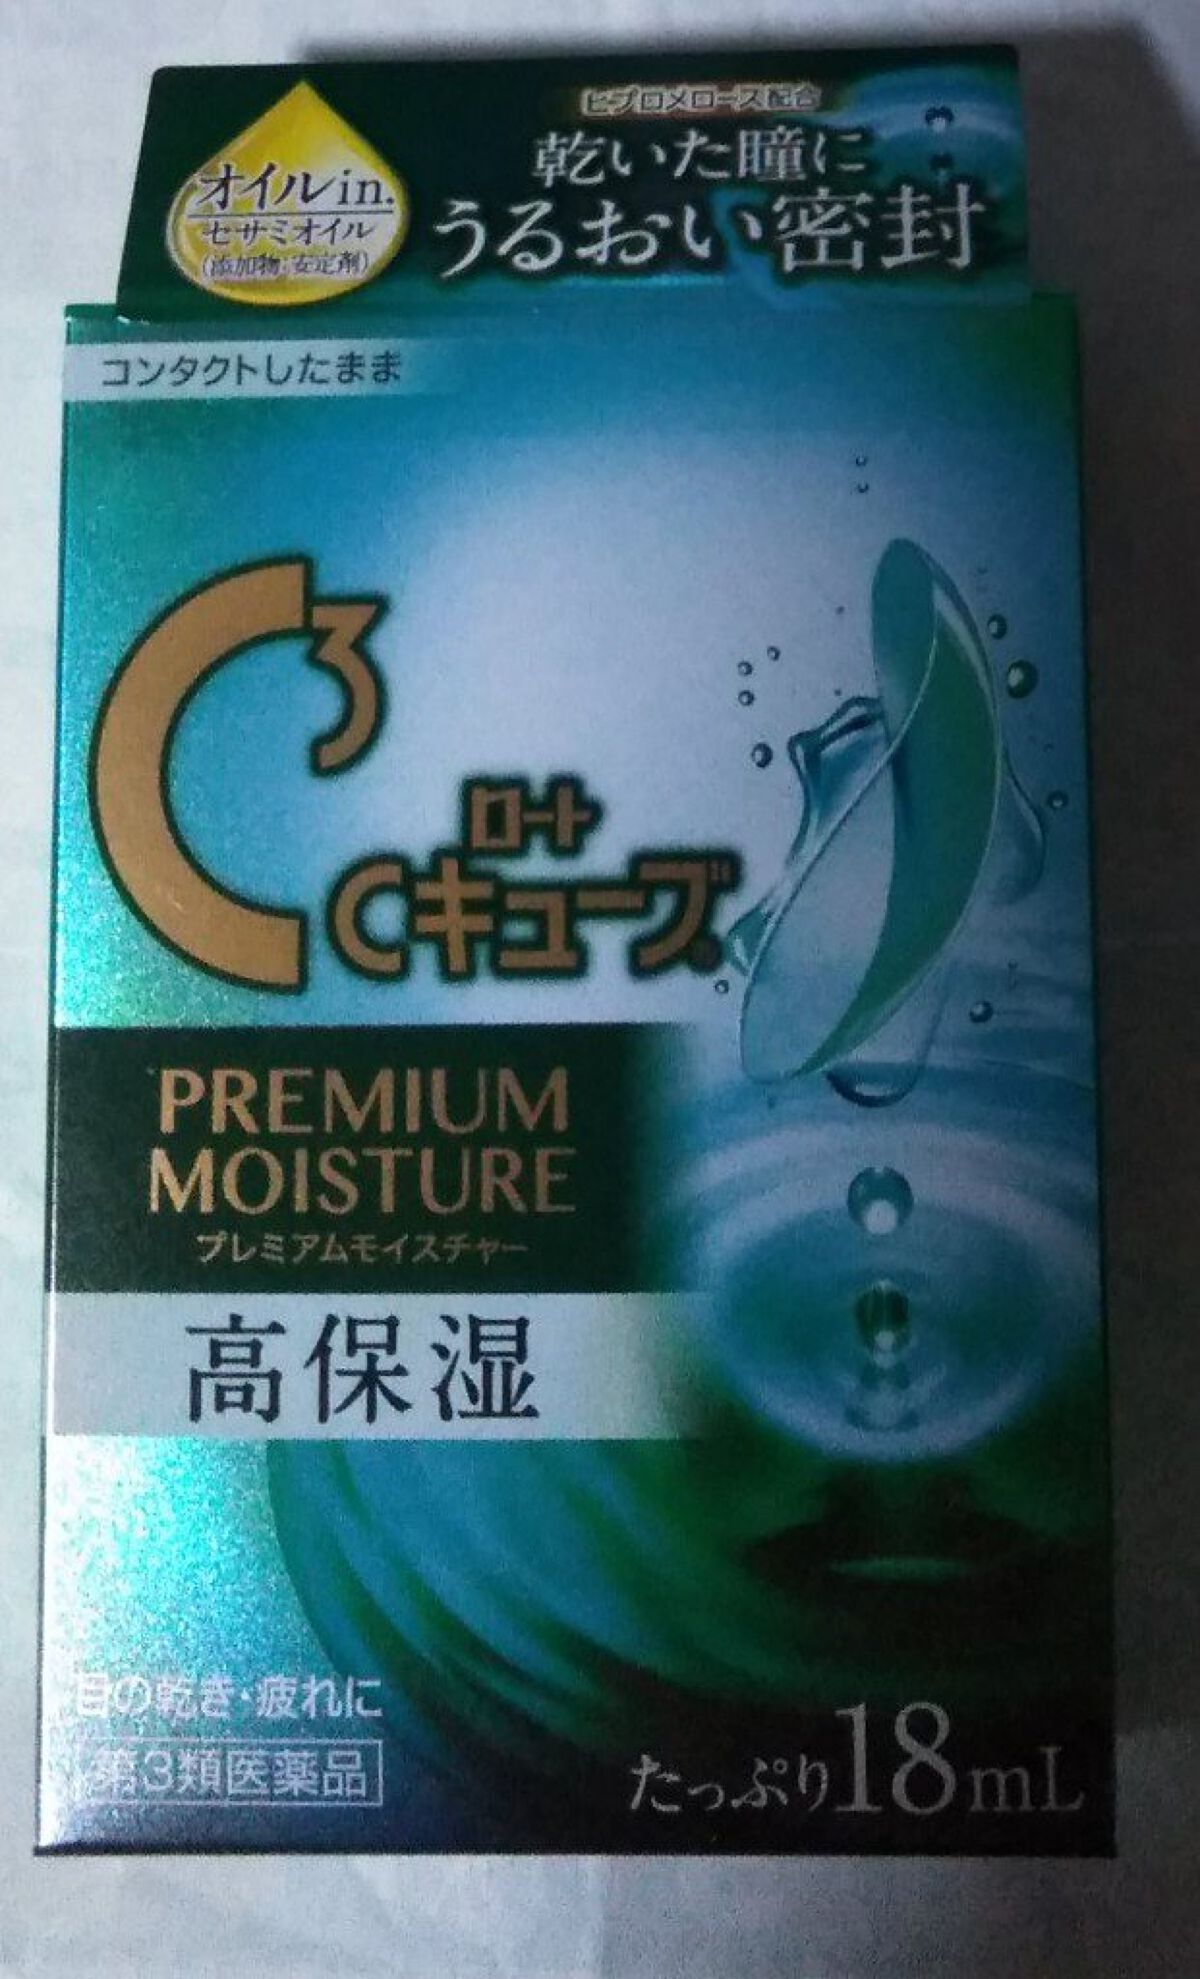 ヒプロメロース配合
乾いた瞳に
うるおい密封
オイルin.
セサミオイル
(添加物:安定剤)
コンタクトしたまま
C3
ロート
Cキューブ®
PREMIUM
MOISTURE
プレミアムモイスチャー
高保湿
目の乾き・疲れに
第3類医薬品
たっぷり18mL